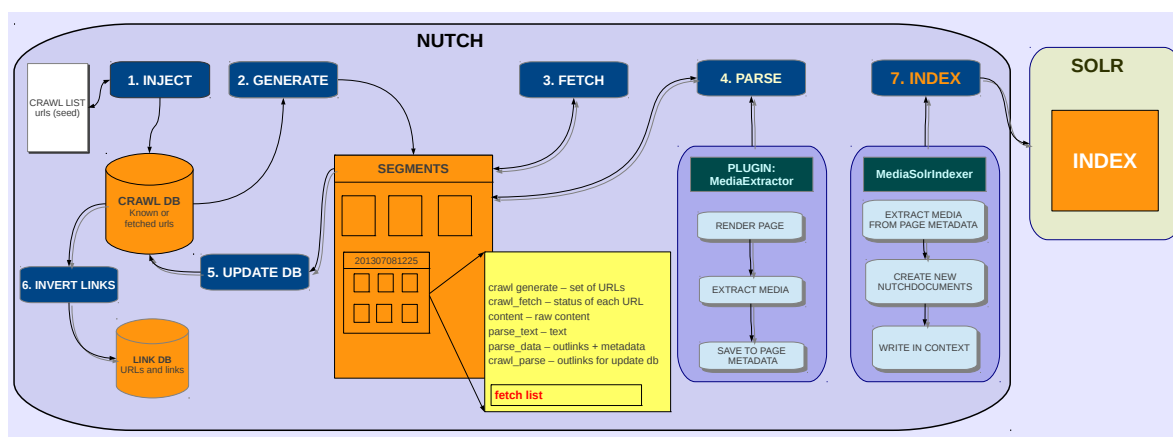 NUTCH
1. INJECT
2. GENERATE
3. FETCH
4. PARSE
7. INDEX
SOLR
CRAWL LIST
urls (seed)
INDEX
SEGMENTS
PLUGIN:
MediaExtractor
MediaSolrIndexer
CRAWL DB
Known or
fetched urls
RENDER PAGE
EXTRACT MEDIA
FROM PAGE METADATA
201307081225
5. UPDATE DB
6. INVERT LINKS
crawl generate – set of URLs
crawl_fetch – status of each URL
content – raw content
parse_text – text
parse_data – outlinks + metadata
crawl_parse – outlinks for update db
fetch list
EXTRACT MEDIA
CREATE NEW
NUTCHDOCUMENTS
SAVE TO PAGE
METADATA
WRITE IN CONTEXT
LINK DB
URLs and links